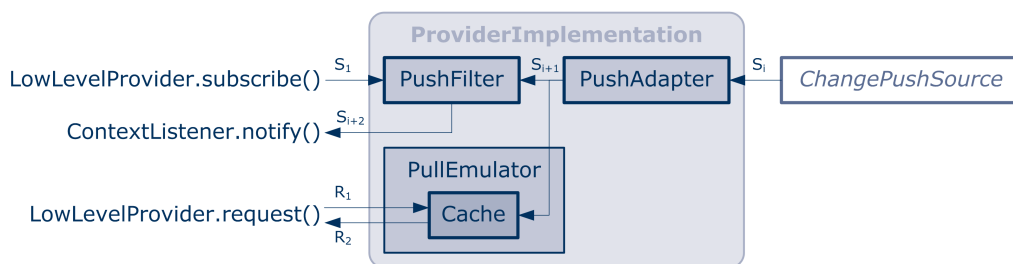 ProviderImplementation
LowLevelProvider.subscribe()
S1
PushFilter
Si+1
PushAdapter
Si
ChangePushSource
ContextListener.notify()
Si+2
PullEmulator
LowLevelProvider.request()
R1
Cache
R2